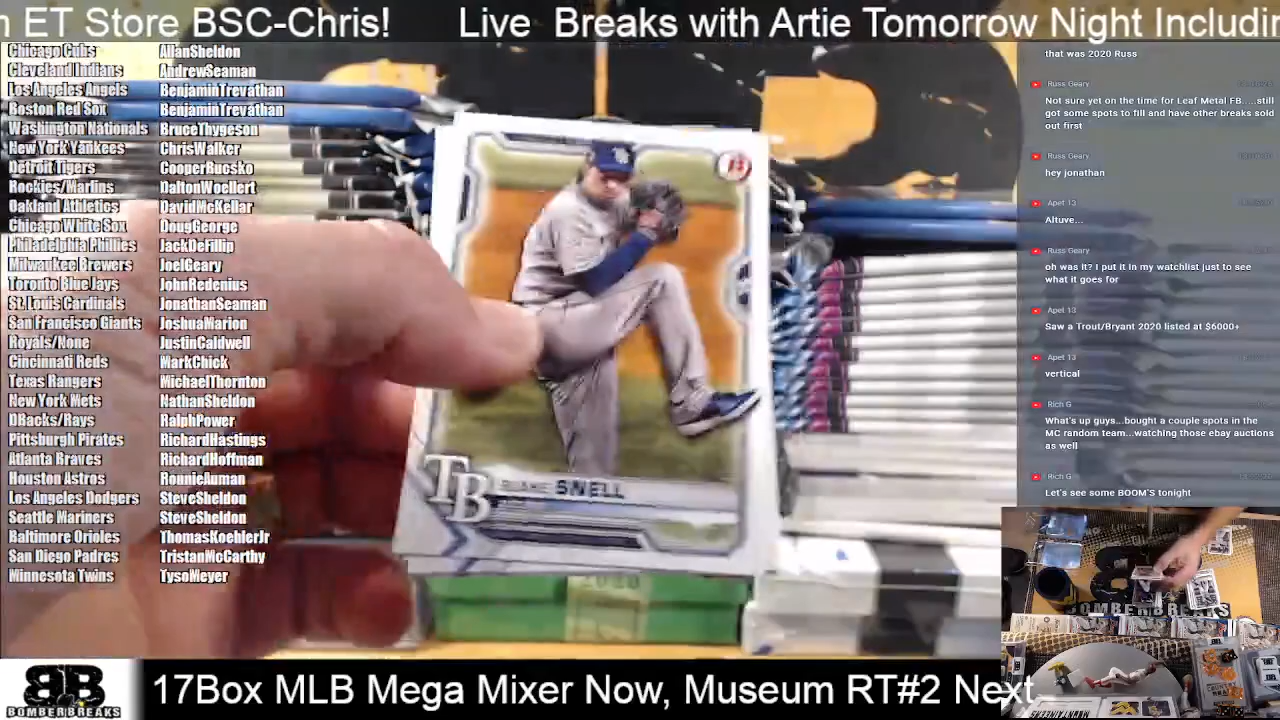 n ET Store BSC-Chris! Live Breaks with Artie Tomorrow Night Includin
Chicago Cubs AllanSheldon
Cleveland Indians AndrewSeaman
Los Angeles Angels BenjaminTrevathan
Boston Red Sox BenjaminTrevathan
Washington Nationals BruceThygeson
New York Yankees ChrisWalker
Detroit Tigers CooperRucsko
Rockies/Marlins DaltonWoellert
Oakland Athletics DavidMcKellar
Chicago White Sox DougGeorge
Philadelphia Phillies JackDeFillip
Milwaukee Brewers JoelGeary
Toronto Blue Jays JohnRedenius
St. Louis Cardinals JonathanSeaman
San Francisco Giants JoshuaMarion
Royals/None JustinCaldwell
Cincinnati Reds MarkChick
Texas Rangers MichaelThornton
New York Mets NathanSheldon
DBacks/Rays RalphPower
Pittsburgh Pirates RichardHastings
Atlanta Braves RichardHoffman
Houston Astros RonnieAuman
Los Angeles Dodgers SteveSheldon
Seattle Mariners SteveSheldon
Baltimore Orioles ThomasKoehlerJr
San Diego Padres TristanMcCarthy
Minnesota Twins TysoMeyer
TB
BLAKE SNELL
2020
that was 2020 Russ
Russ Geary
Not sure yet on the time for Leaf Metal FB.....still
got some spots to fill and have other breaks sold
out first
Russ Geary
hey jonathan
Apet 13
Altuve...
Russ Geary
oh was it? I put it in my watchlist just to see
what it goes for
Apet 13
Saw a Trout/Bryant 2020 listed at $6000+
Apet 13
vertical
Rich G
What's up guys...bought a couple spots in the
MC random team...watching those ebay auctions
as well
Rich G
Let's see some BOOM'S tonight
BOMBERBREAKS
BB
BOMBERBREAKS
17Box MLB Mega Mixer Now, Museum RT#2 Next